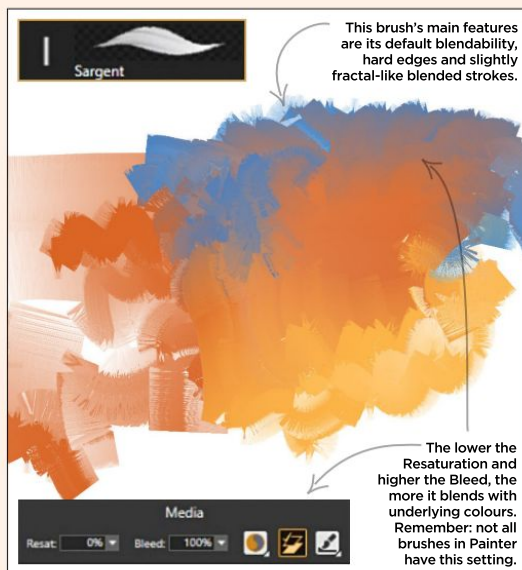 Sargent
This brush's main features
are its default blendability,
hard edges and slightly
fractal-like blended strokes.
The lower the
Resaturation and
higher the Bleed, the
more it blends with
underlying colours.
Remember: not all
brushes in Painter
have this setting.
Media
Resat: 0% Bleed: 100%